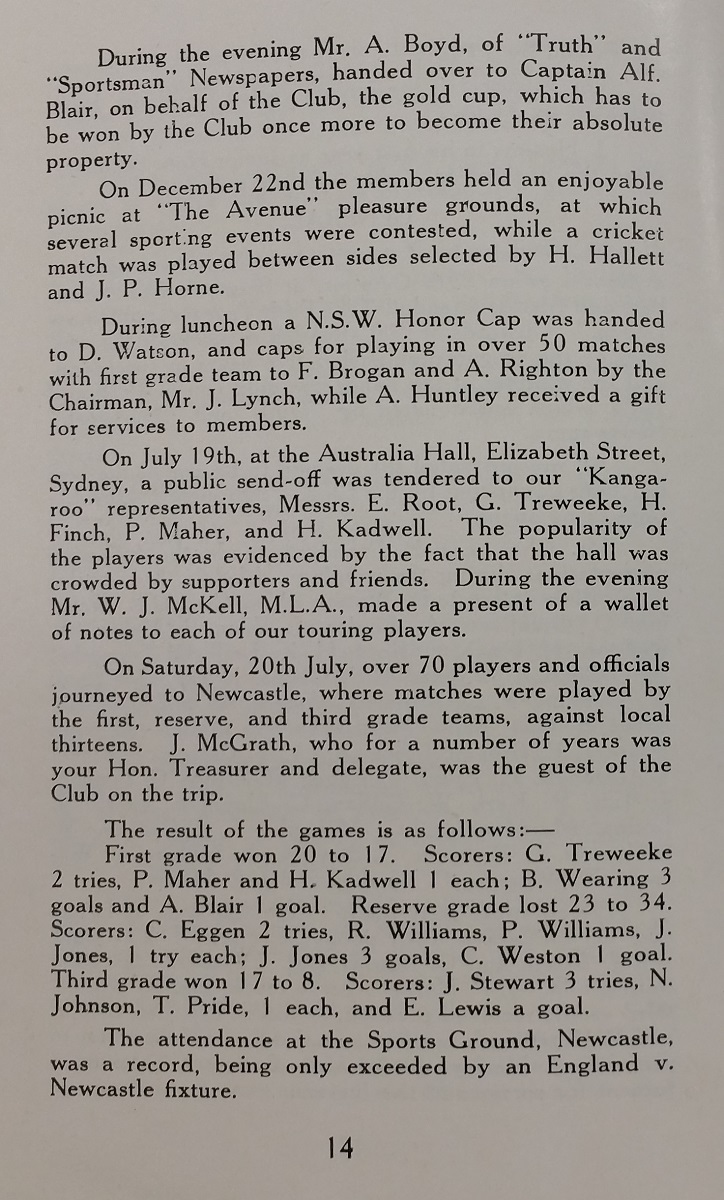 During the evening Mr. A. Boyd, of "Truth" and
"Sportsman" Newspapers, handed over to Captain Alf.
Blair, on behalf of the Club, the gold cup, which has to
be won by the Club once more to become their absolute
property.
On December 22nd the members held an enjoyable
picnic at "The Avenue" pleasure grounds, at which
several sporting events were contested, while a cricket
match was played between sides selected by H. Hallett
and J. P. Horne.
During luncheon a N.S.W. Honor Cap was handed
to D. Watson, and caps for playing in over 50 matches
with first grade team to F. Brogan and A. Righton by the
Chairman, Mr. J. Lynch, while A. Huntley received a gift
for services to members.
On July 19th, at the Australia Hall, Elizabeth Street,
Sydney, a public send-off was tendered to our "Kanga-
roo" representatives, Messrs. E. Root, G. Treweeke, H.
Finch, P. Maher, and H. Kadwell. The popularity of
the players was evidenced by the fact that the hall was
crowded by supporters and friends. During the evening
Mr. W. J. McKell, M.L.A., made a present of a wallet
of notes to each of our touring players.
On Saturday, 20th July, over 70 players and officials
journeyed to Newcastle, where matches were played by
the first, reserve, and third grade teams, against local
thirteens. J. McGrath, who for a number of years was
your Hon. Treasurer and delegate, was the guest of the
Club on the trip.
The result of the games is as follows:—
First grade won 20 to 17. Scorers: G. Treweeke
2 tries, P. Maher and H. Kadwell 1 each; B. Wearing 3
goals and A. Blair 1 goal. Reserve grade lost 23 to 34.
Scorers: C. Eggen 2 tries, R. Williams, P. Williams, J.
Jones, 1 try each; J. Jones 3 goals, C. Weston 1 goal.
Third grade won 17 to 8. Scorers: J. Stewart 3 tries, N.
Johnson, T. Pride, 1 each, and E. Lewis a goal.
The attendance at the Sports Ground, Newcastle,
was a record, being only exceeded by an England v.
Newcastle fixture.
14